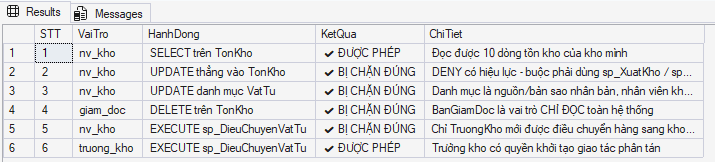 Results Messages
STT VaiTro HanhDong KetQua ChiTiet
1 1 nv_kho SELECT trên TonKho ✔ ĐƯỢC PHÉP Đọc được 10 dòng tồn kho của kho mình
2 2 nv_kho UPDATE thẳng vào TonKho ✔ BỊ CHẶN ĐÚNG DENY có hiệu lực - buộc phải dùng sp_XuatKho / sp...
3 3 nv_kho UPDATE danh mục VatTu ✔ BỊ CHẶN ĐÚNG Danh mục là nguồn/bản sao nhân bản, nhân viên kh...
4 4 giam_doc DELETE trên TonKho ✔ BỊ CHẶN ĐÚNG BanGiamDoc là vai trò CHỈ ĐỌC toàn hệ thống
5 5 nv_kho EXECUTE sp_DieuChuyenVatTu ✔ BỊ CHẶN ĐÚNG Chỉ TruongKho mới được điều chuyển hàng sang kho...
6 6 truong_kho EXECUTE sp_DieuChuyenVatTu ✔ ĐƯỢC PHÉP Trưởng kho có quyền khởi tạo giao tác phân tán